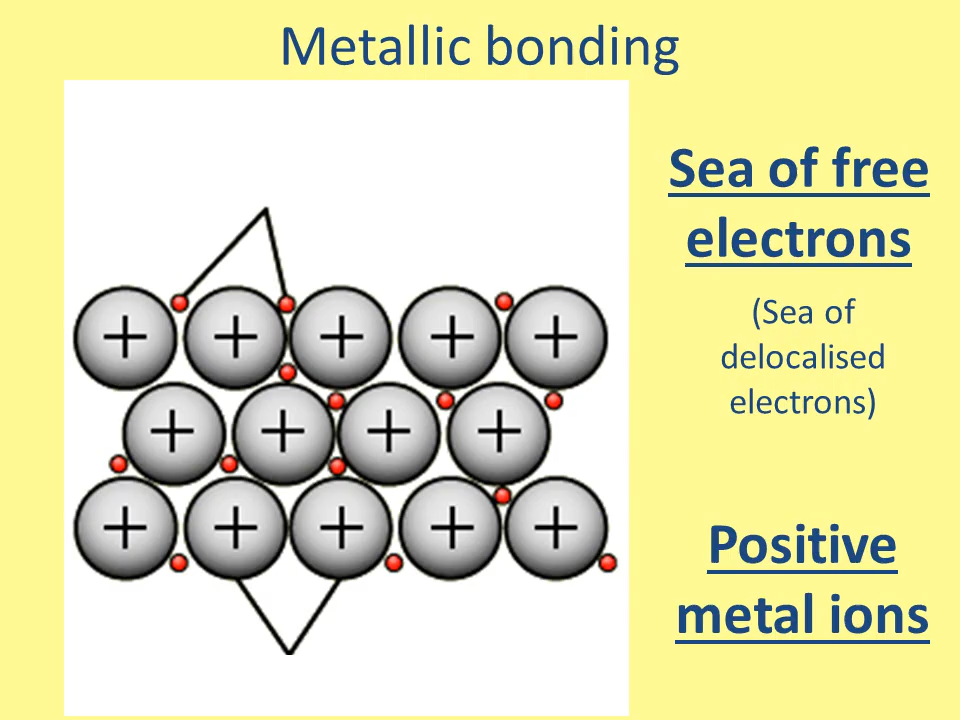 Metallic bonding
Sea of free
electrons
(Sea of
delocalised
electrons)
+ + + + +
+ + + +
+ + + + +
Positive
metal ions